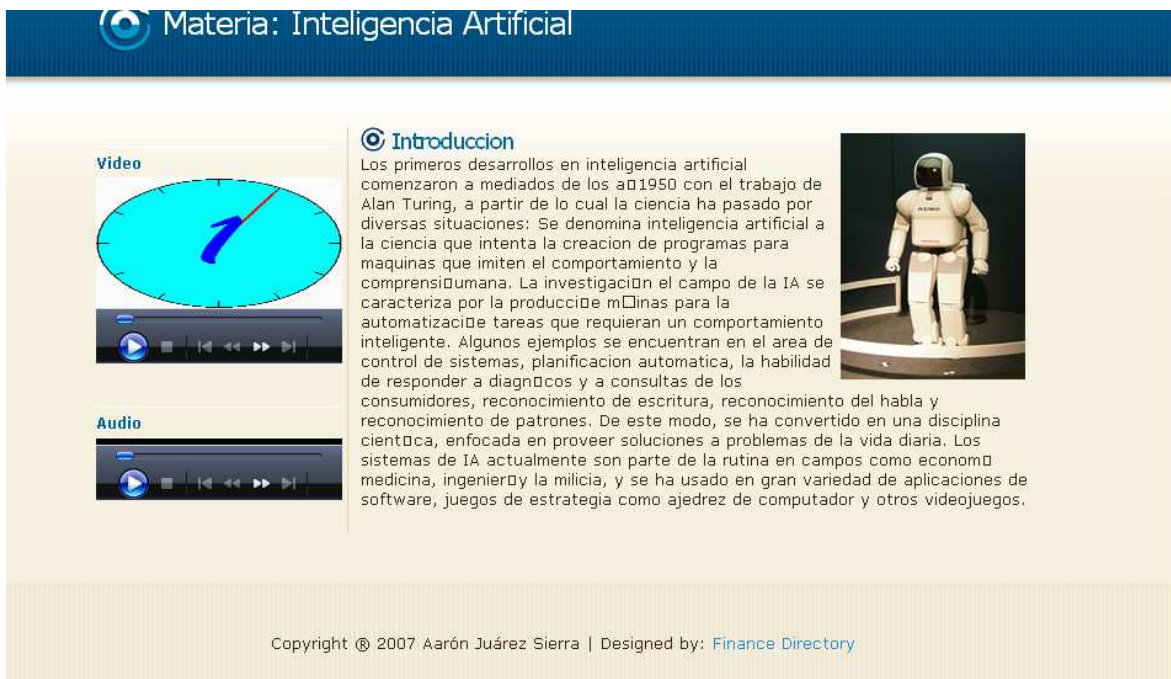 Materia: Inteligencia Artificial
Video
1
Audio
Introduccion
Los primeros desarrollos en inteligencia artificial
comenzaron a mediados de los a□1950 con el trabajo de
Alan Turing, a partir de lo cual la ciencia ha pasado por
diversas situaciones: Se denomina inteligencia artificial a
la ciencia que intenta la creacion de programas para
maquinas que imiten el comportamiento y la
comprensi□umana. La investigaci□n el campo de la IA se
caracteriza por la producci□e m□inas para la
automatizaci□e tareas que requieran un comportamiento
inteligente. Algunos ejemplos se encuentran en el area de
control de sistemas, planificacion automatica, la habilidad
de responder a diagn□cos y a consultas de los
consumidores, reconocimiento de escritura, reconocimiento del habla y
reconocimiento de patrones. De este modo, se ha convertido en una disciplina
cient□ca, enfocada en proveer soluciones a problemas de la vida diaria. Los
sistemas de IA actualmente son parte de la rutina en campos como econom□
medicina, ingenier□y la milicia, y se ha usado en gran variedad de aplicaciones de
software, juegos de estrategia como ajedrez de computador y otros videojuegos.
ASIMO
Copyright ® 2007 Aarón Juárez Sierra | Designed by: Finance Directory